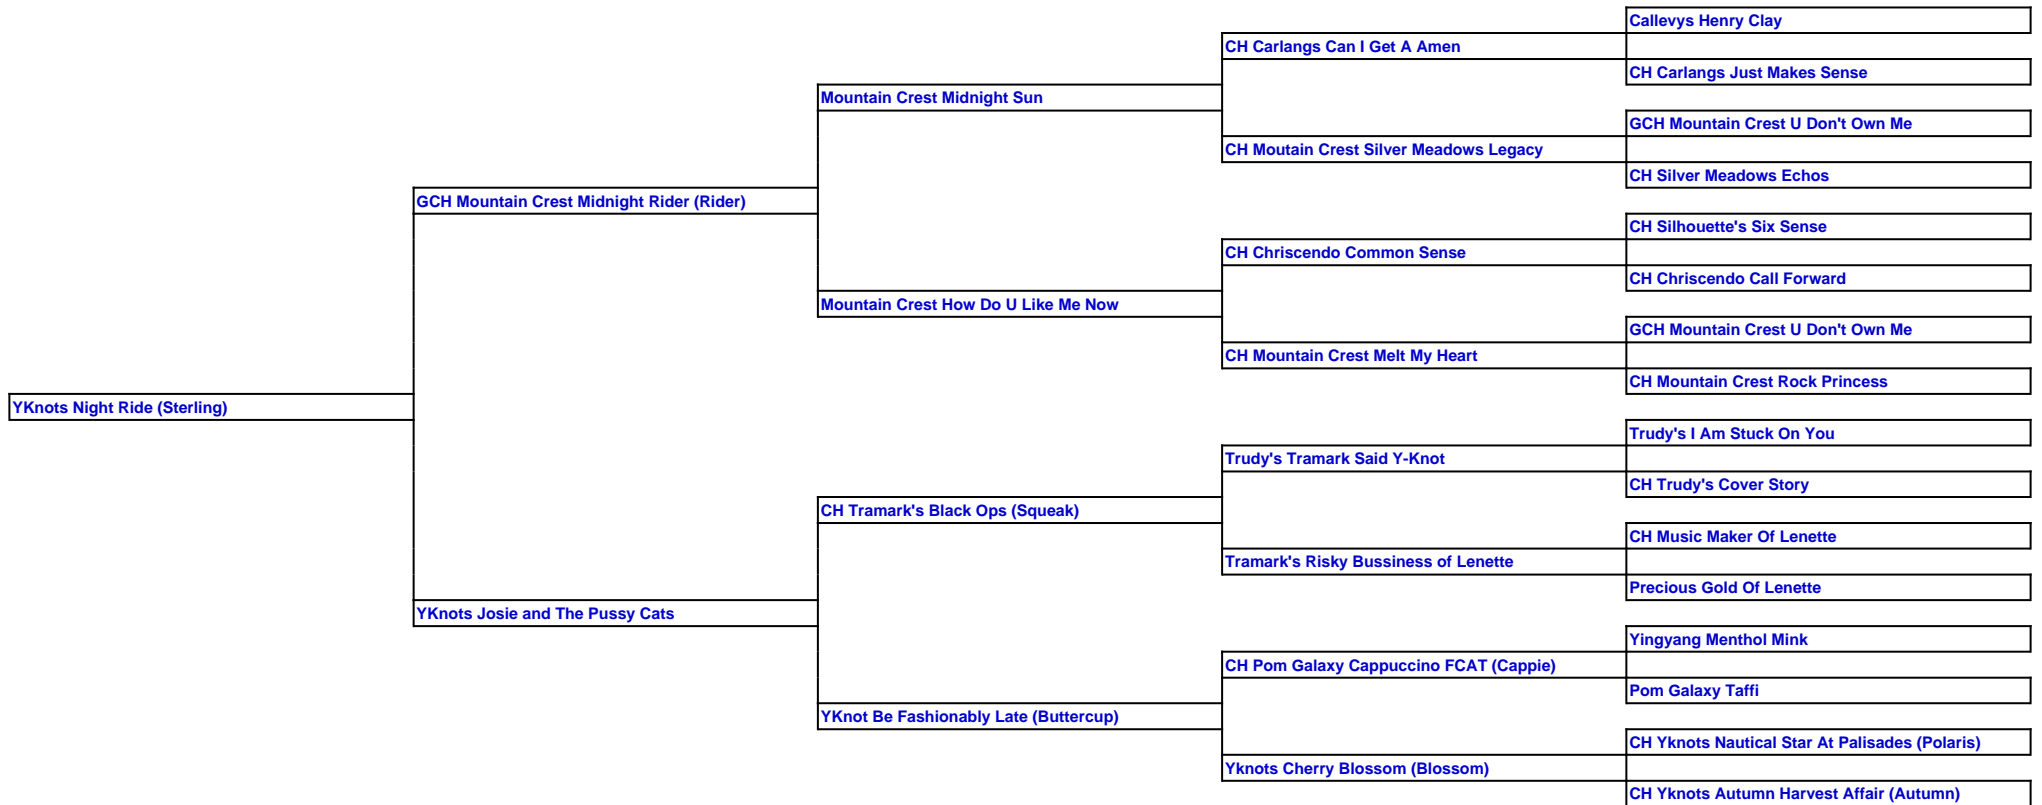 Callevys Henry Clay
CH Carlangs Can I Get A Amen
CH Carlangs Just Makes Sense
Mountain Crest Midnight Sun
GCH Mountain Crest U Don't Own Me
CH Moutain Crest Silver Meadows Legacy
CH Silver Meadows Echos
GCH Mountain Crest Midnight Rider (Rider)
CH Silhouette's Six Sense
CH Chriscendo Common Sense
CH Chriscendo Call Forward
Mountain Crest How Do U Like Me Now
GCH Mountain Crest U Don't Own Me
CH Mountain Crest Melt My Heart
CH Mountain Crest Rock Princess
YKnots Night Ride (Sterling)
Trudy's I Am Stuck On You
Trudy's Tramark Said Y-Knot
CH Trudy's Cover Story
CH Tramark's Black Ops (Squeak)
CH Music Maker Of Lenette
Tramark's Risky Bussiness of Lenette
Precious Gold Of Lenette
YKnots Josie and The Pussy Cats
Yingyang Menthol Mink
CH Pom Galaxy Cappuccino FCAT (Cappie)
Pom Galaxy Taffi
YKnot Be Fashionably Late (Buttercup)
CH Yknots Nautical Star At Palisades (Polaris)
Yknots Cherry Blossom (Blossom)
CH Yknots Autumn Harvest Affair (Autumn)